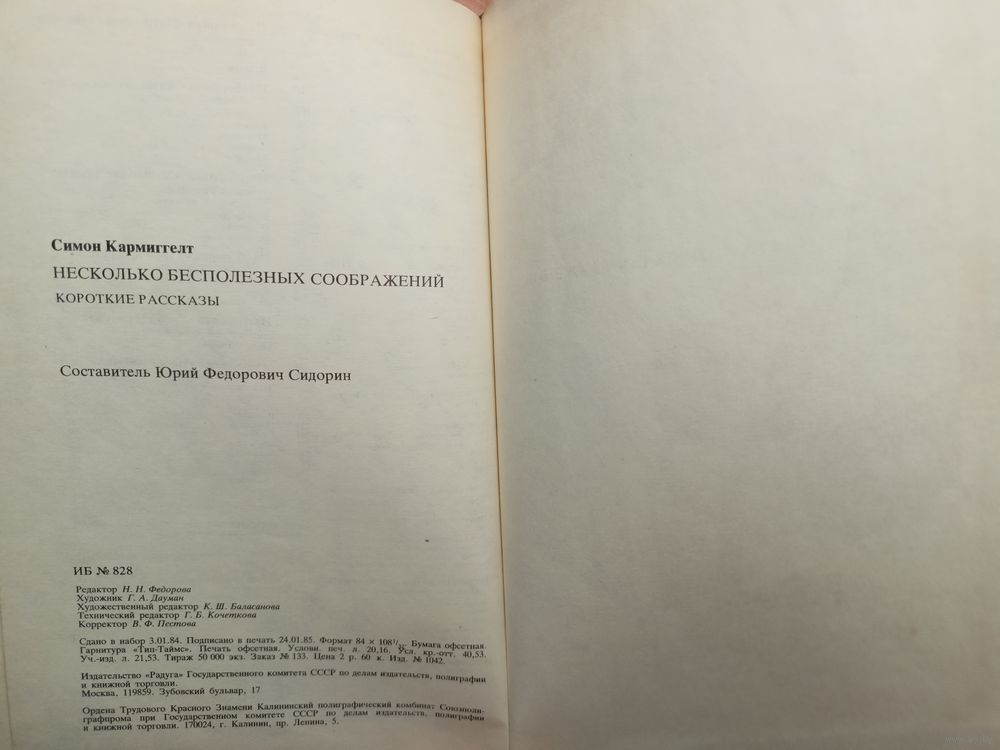 Симон Кармиггелт
НЕСКОЛЬКО БЕСПОЛЕЗНЫХ СООБРАЖЕНИЙ
КОРОТКИЕ РАССКАЗЫ
Составитель Юрий Федорович Сидорин
ИБ № 828
Редактор Н. Н. Федорова
Художник Г. А. Дауман
Художественный редактор К. Ш. Баласанова
Технический редактор Г. Б. Кочеткова
Корректор В. Ф. Пестова
Сдано в набор 3.01.84. Подписано в печать 24.01.85. Формат 84 × 108¹/ Бумага офсетная.
Гарнитура «Тип-Таймс». Печать офсетная. Условн. печ. л. 20,16. Усл. кр.-отт. 40,53.
Уч.-изд. л. 21,53. Тираж 50 000 экз. Заказ № 133. Цена 2 р. 60 к. Изд. № 1042.
Издательство «Радуга» Государственного комитета СССР по делам издательств, полиграфии
и книжной торговли.
Москва, 119859. Зубовский бульвар, 17
Ордена Трудового Красного Знамени Калининский полиграфический комбинат Союзполи-
графпрома при Государственном комитете СССР по делам издательств, полиграфии
и книжной торговли. 170024, г. Калинин, пр. Ленина, 5.